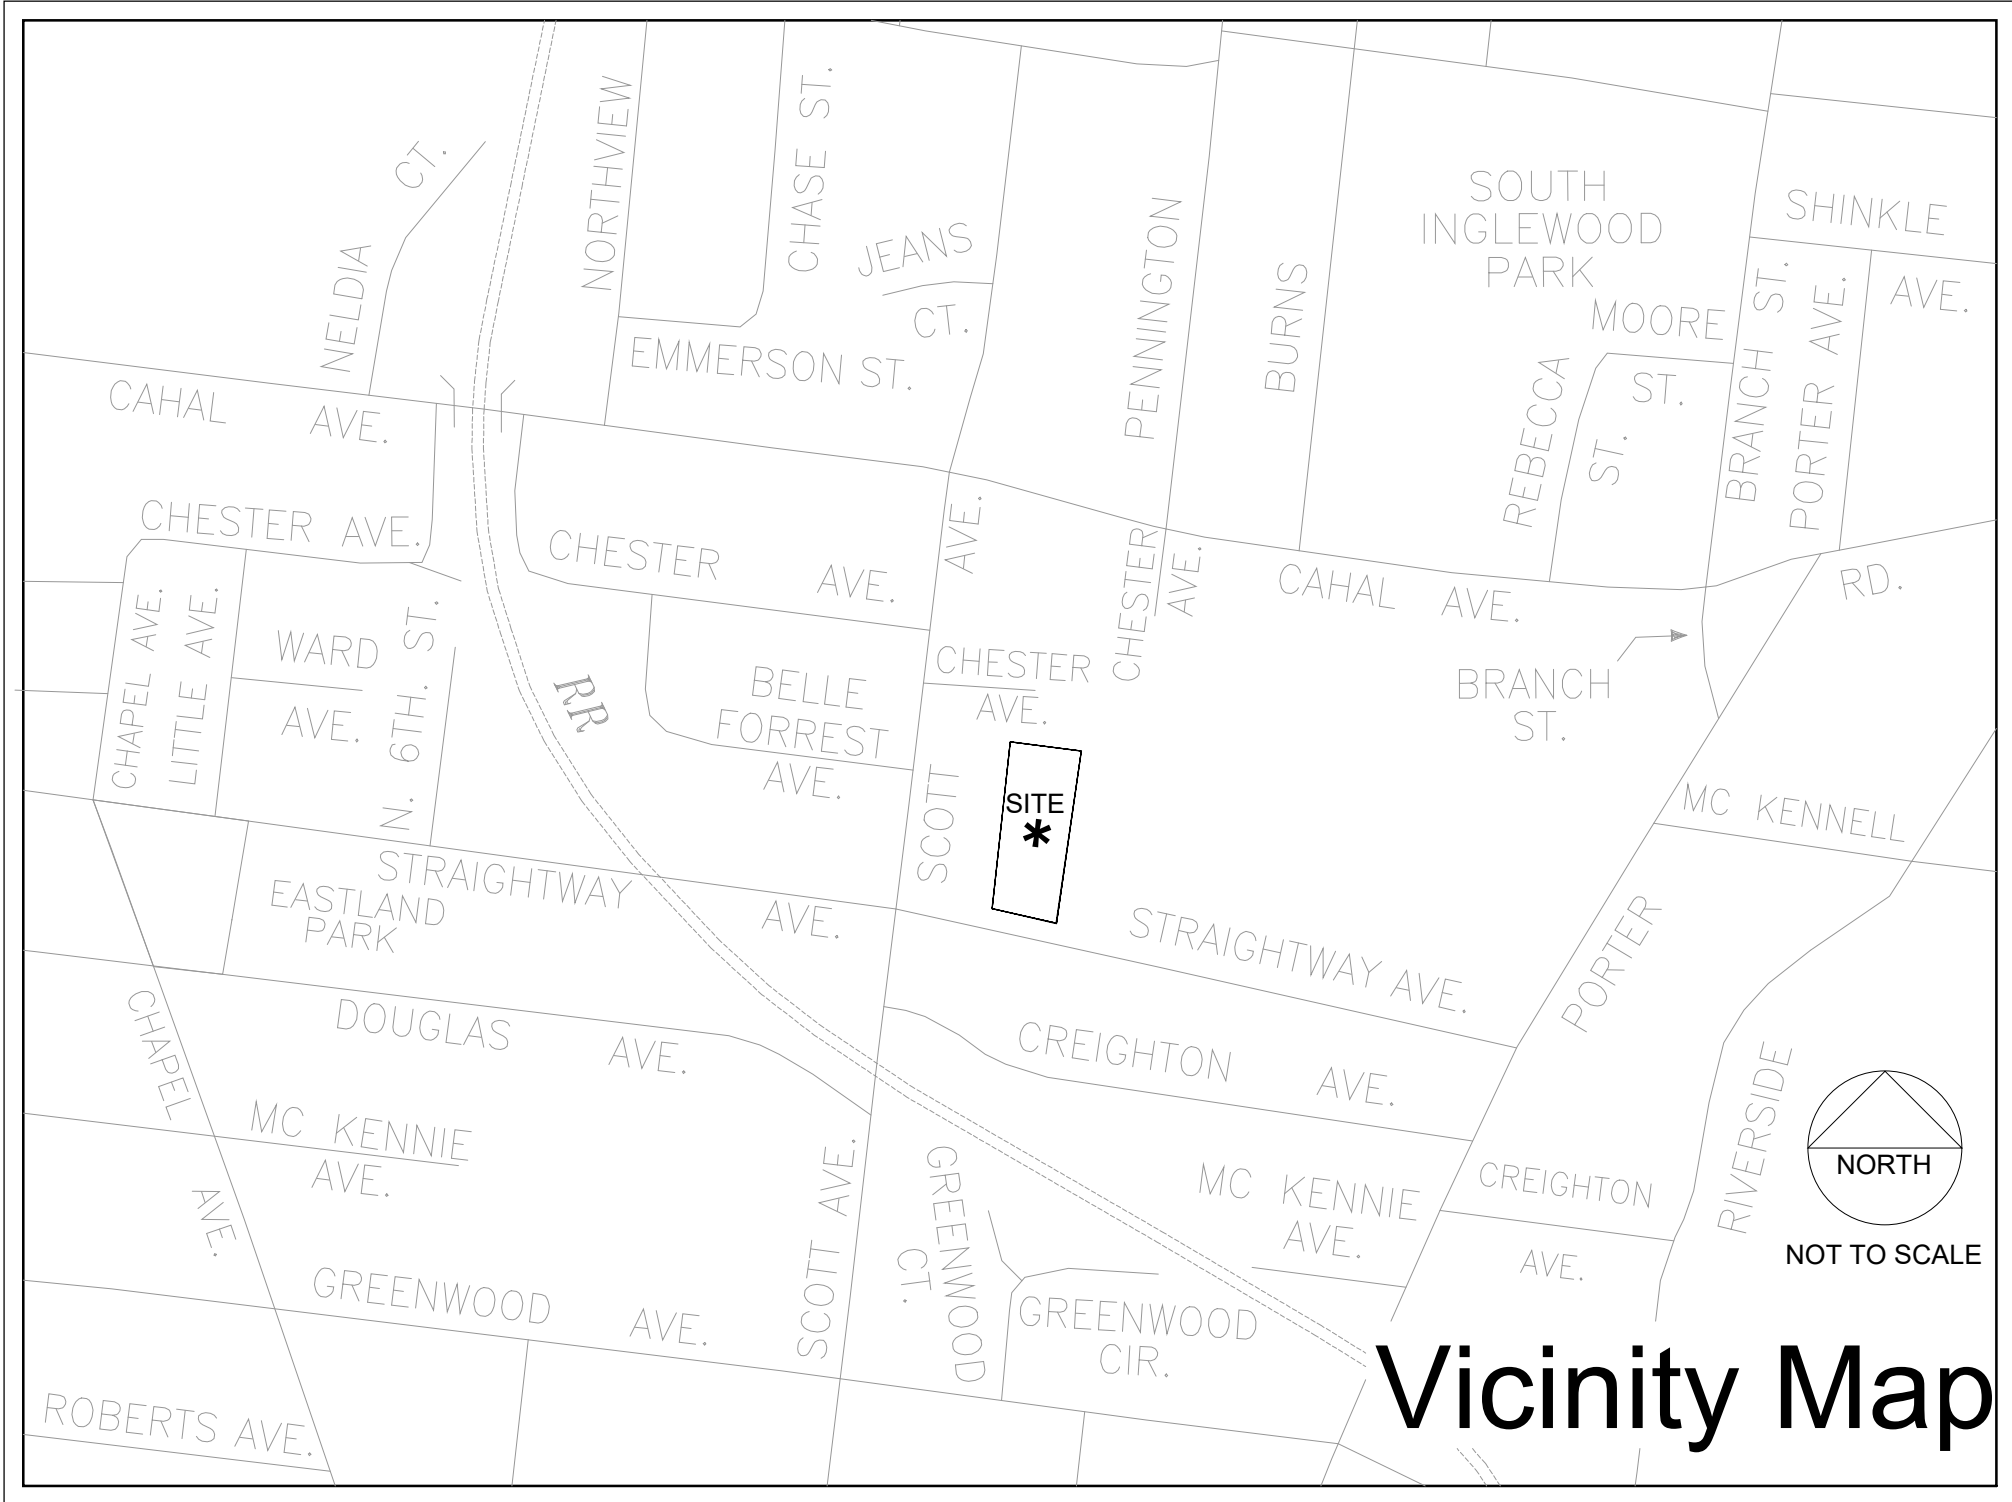 NELDIA CT.
NORTHVIEW
CHASE ST.
JEANS
CT.
EMMERSON ST.
PENNINGTON
BURNS
SOUTH
INGLEWOOD
PARK
SHINKLE
AVE.
MOORE
ST.
REBECCA
ST.
BRANCH ST.
PORTER AVE.
CAHAL AVE.
CHESTER AVE.
CHESTER AVE.
AVE.
CHESTER
AVE.
CAHAL AVE.
RD.
CHAPEL AVE.
LITTLE AVE.
WARD
AVE.
N. 6TH. ST.
RR
BELLE
FORREST
AVE.
CHESTER
AVE.
BRANCH
ST.
SCOTT
SITE
*
MC KENNELL
STRAIGHTWAY AVE.
EASTLAND
PARK
STRAIGHTWAY AVE.
PORTER
CHAPEL
AVE.
DOUGLAS AVE.
CREIGHTON AVE.
RIVERSIDE
MC KENNIE
AVE.
SCOTT AVE.
GREENWOOD
CT.
MC KENNIE
AVE.
CREIGHTON
AVE.
NORTH
NOT TO SCALE
GREENWOOD AVE.
GREENWOOD
CIR.
ROBERTS AVE.
Vicinity Map